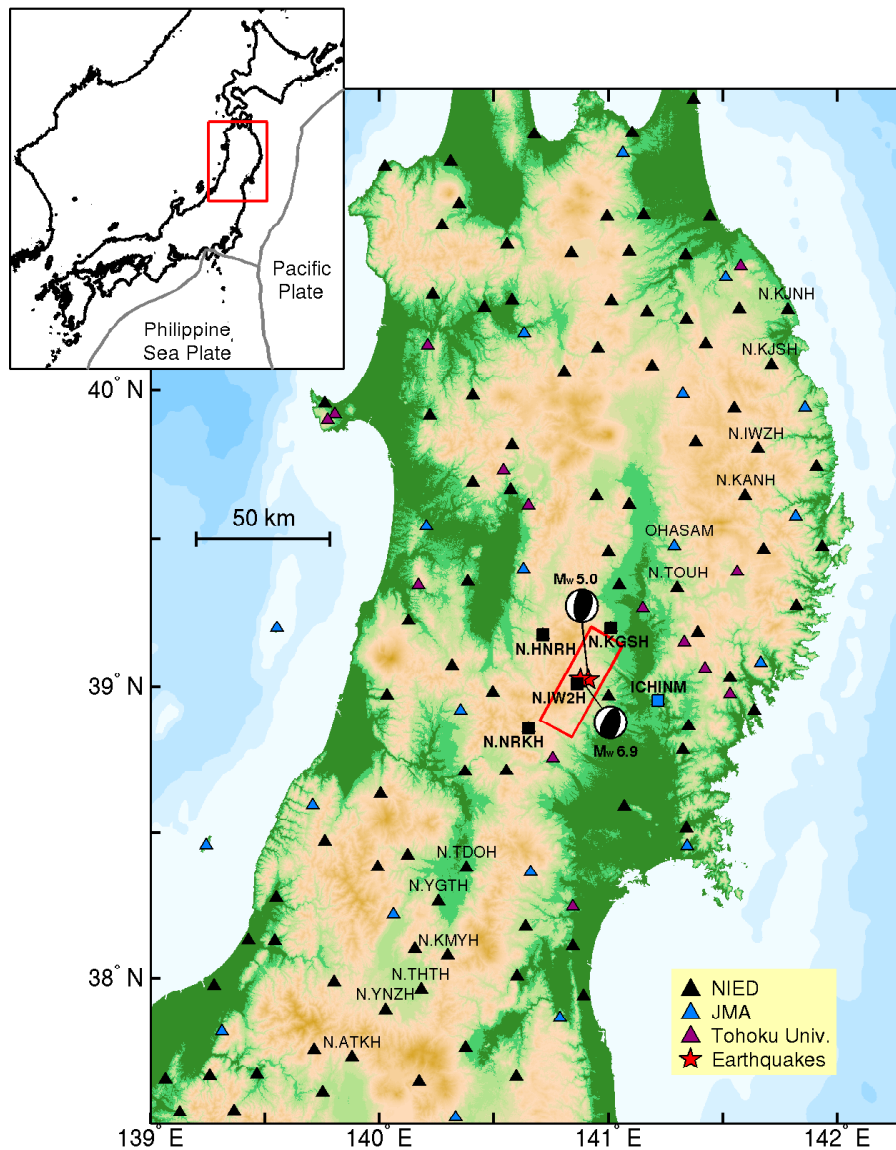 Pacific
Plate
Philippine
Sea Plate
N.KJNH
N.KJSH
40° N
N.IWZH
N.KANH
50 km
OHASAM
Mw 5.0
N.TOUH
N.HNRH
N.KGSH
39° N
N.IW2H
ICHINM
N.NRKH
Mw 6.9
N.TDOH
N.YGTH
N.KMYH
38° N
N.THTH
N.YNZH
NIED
JMA
N.ATKH
Tohoku Univ.
Earthquakes
139° E
140° E
141° E
142° E